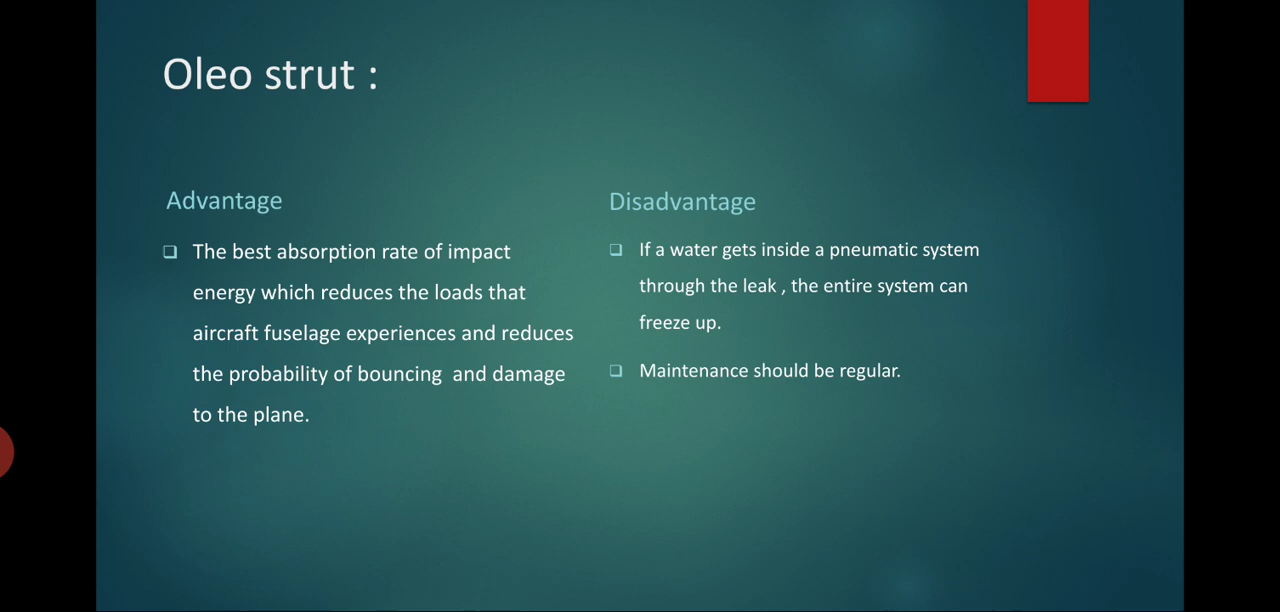 Oleo strut :
Advantage
The best absorption rate of impact
energy which reduces the loads that
aircraft fuselage experiences and reduces
the probability of bouncing  and damage
to the plane.
Disadvantage
If a water gets inside a pneumatic system
through the leak , the entire system can
freeze up.
Maintenance should be regular.